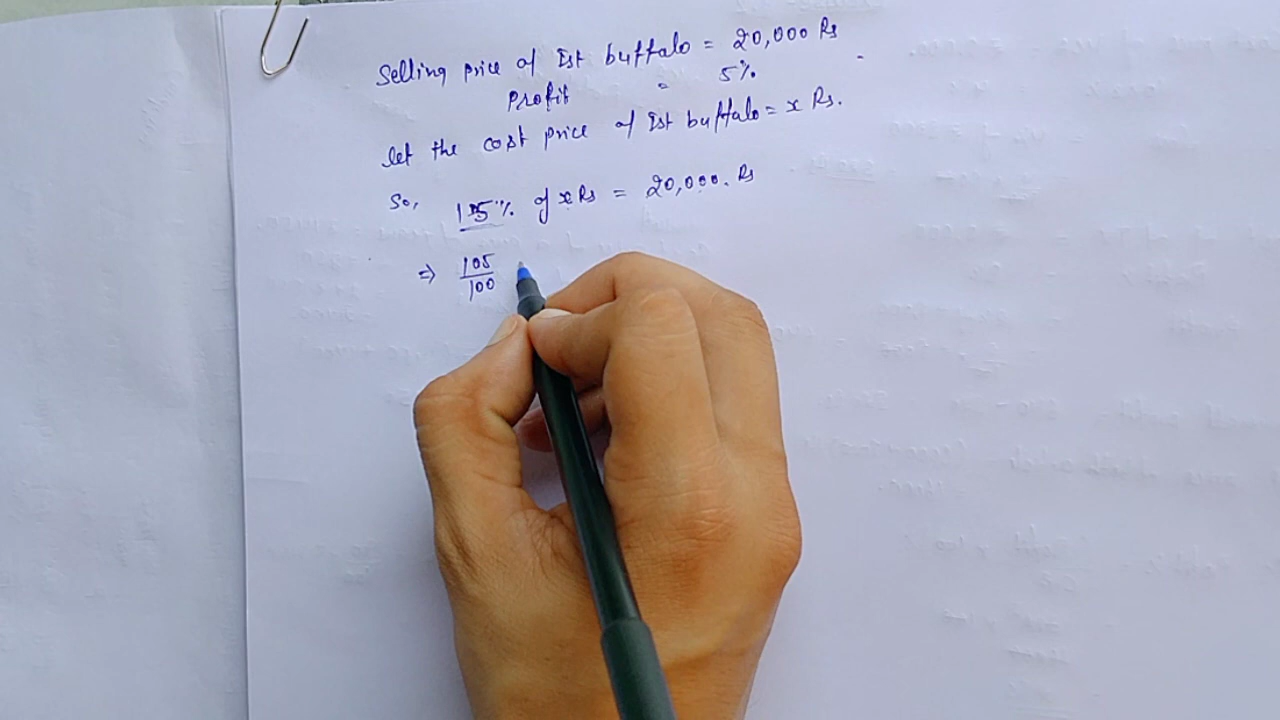 Selling price of Ist buffalo = 20,000 Rs
Profit = 5%
let the cost price of Ist buffalo = x Rs.
So, 105% of x Rs = 20,000. Rs
⇒ 105/100